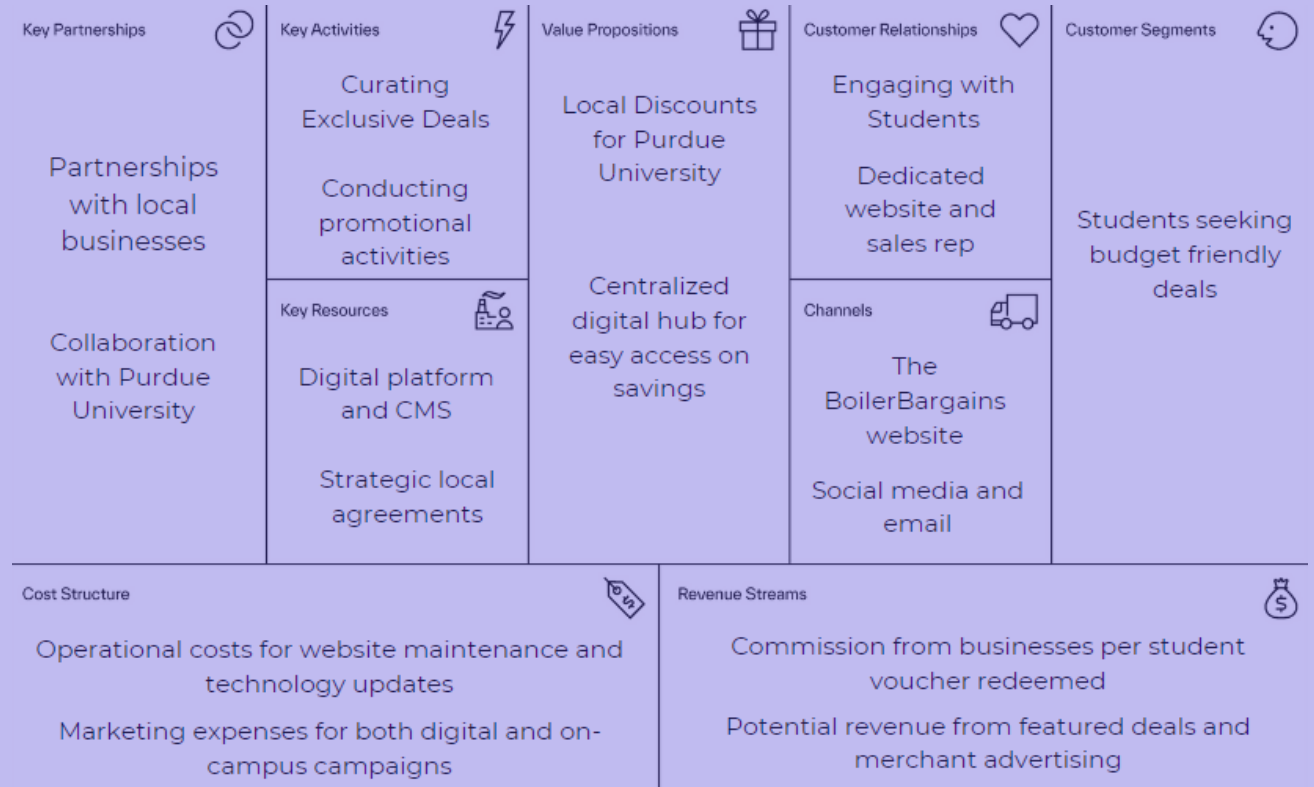 Key Partnerships
Partnerships
with local
businesses
Collaboration
with Purdue
University
Key Activities
Curating
Exclusive Deals
Conducting
promotional
activities
Key Resources
Digital platform
and CMS
Strategic local
agreements
Value Propositions
Local Discounts
for Purdue
University
Centralized
digital hub for
easy access on
savings
Customer Relationships
Engaging with
Students
Dedicated
website and
sales rep
Channels
The
BoilerBargains
website
Social media and
email
Customer Segments
Students seeking
budget friendly
deals
Cost Structure
Operational costs for website maintenance and
technology updates
Marketing expenses for both digital and on-
campus campaigns
Revenue Streams
Commission from businesses per student
voucher redeemed
Potential revenue from featured deals and
merchant advertising